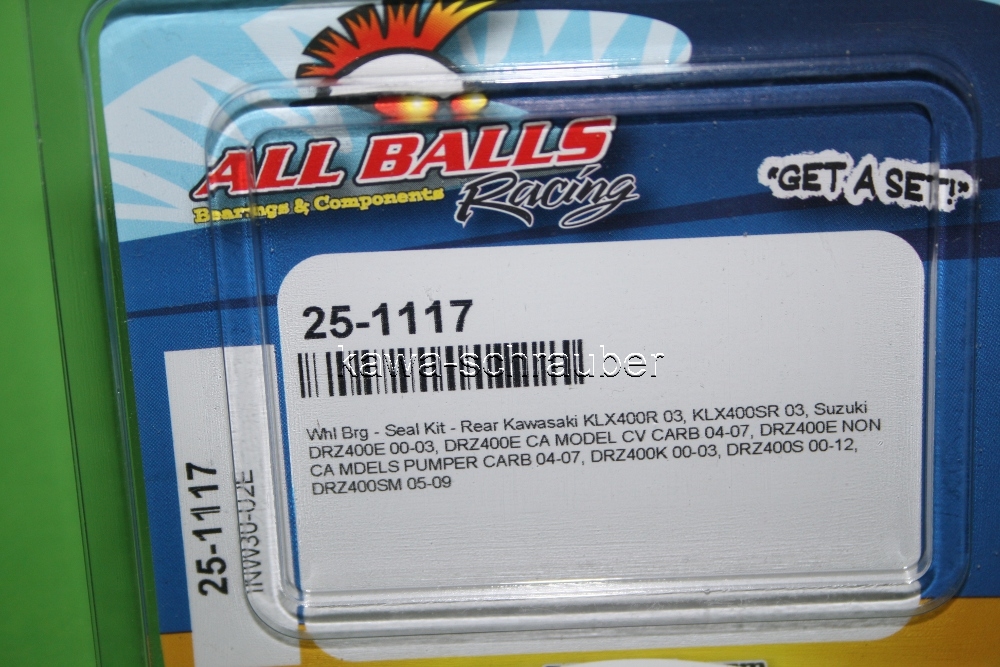 ALL BALLS
Racing
Bearings & Components
"GET A SET!"
25-1117
kawa-schrauber
Whl Brg - Seal Kit - Rear Kawasaki KLX400R 03, KLX400SR 03, Suzuki
DRZ400E 00-03, DRZ400E CA MODEL CV CARB 04-07, DRZ400E NON
CA MDELS PUMPER CARB 04-07, DRZ400K 00-03, DRZ400S 00-12,
DRZ400SM 05-09
25-1117